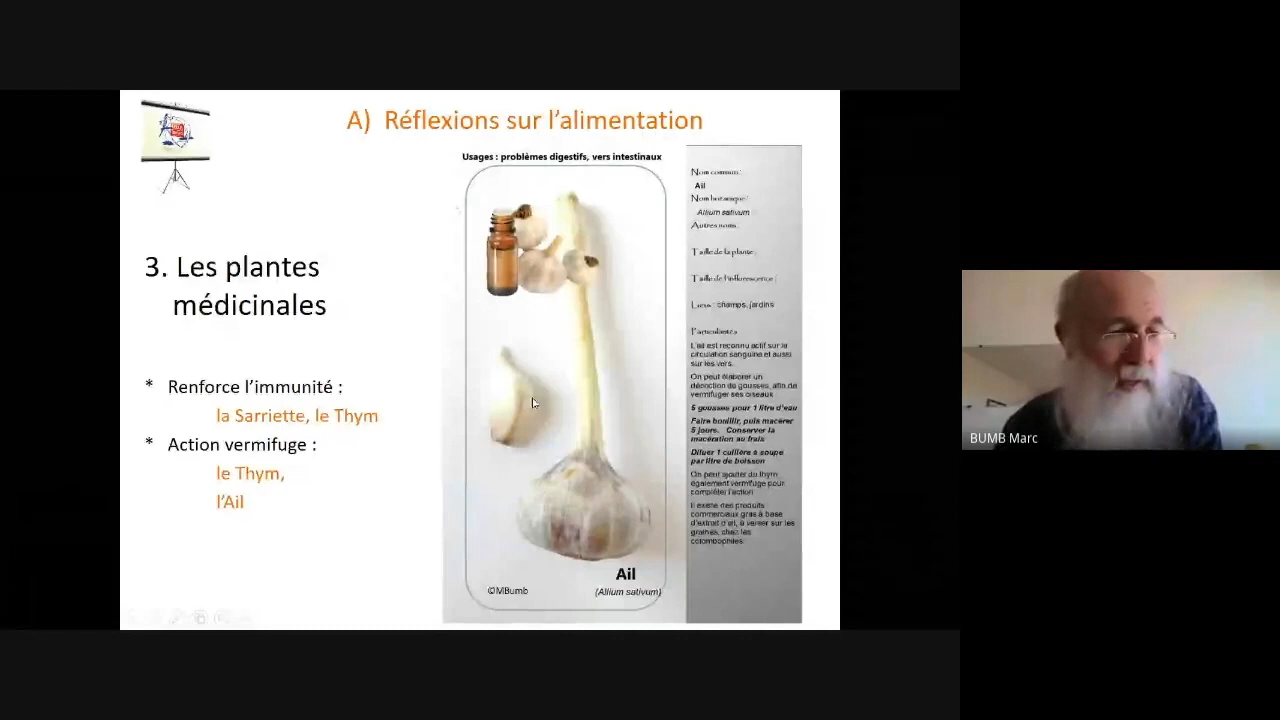 A) Réflexions sur l'alimentation
3. Les plantes
médicinales
* Renforce l'immunité :
la Sarriette, le Thym
* Action vermifuge :
le Thym,
l'Ail
Usages : problèmes digestifs, vers intestinaux
©MBumb
Ail
(Allium sativum)
Nom commun :
Ail
Nom botanique :
Allium sativum
Autres noms
Taille de la plante
Taille de l'inflorescence :
Lieux : champs, jardins
Particularités
L'ail est reconnu actif sur la
circulation sanguine et aussi
sur les vers.
On peut élaborer un
décoction de gousses, afin de
vermifuger ses oiseaux
5 gousses pour 1 litre d'eau
Faire bouillir, puis macérer
5 jours. Conserver la
macération au frais
Diluer 1 cuillère à soupe
par litre de boisson
On peut ajouter du thym
également vermifuge pour
compléter l'action
Il existe des produits
commerciaux gras à base
d'extrait d'ail, à verser sur les
graines, chez les
colombophiles.
BUMB Marc